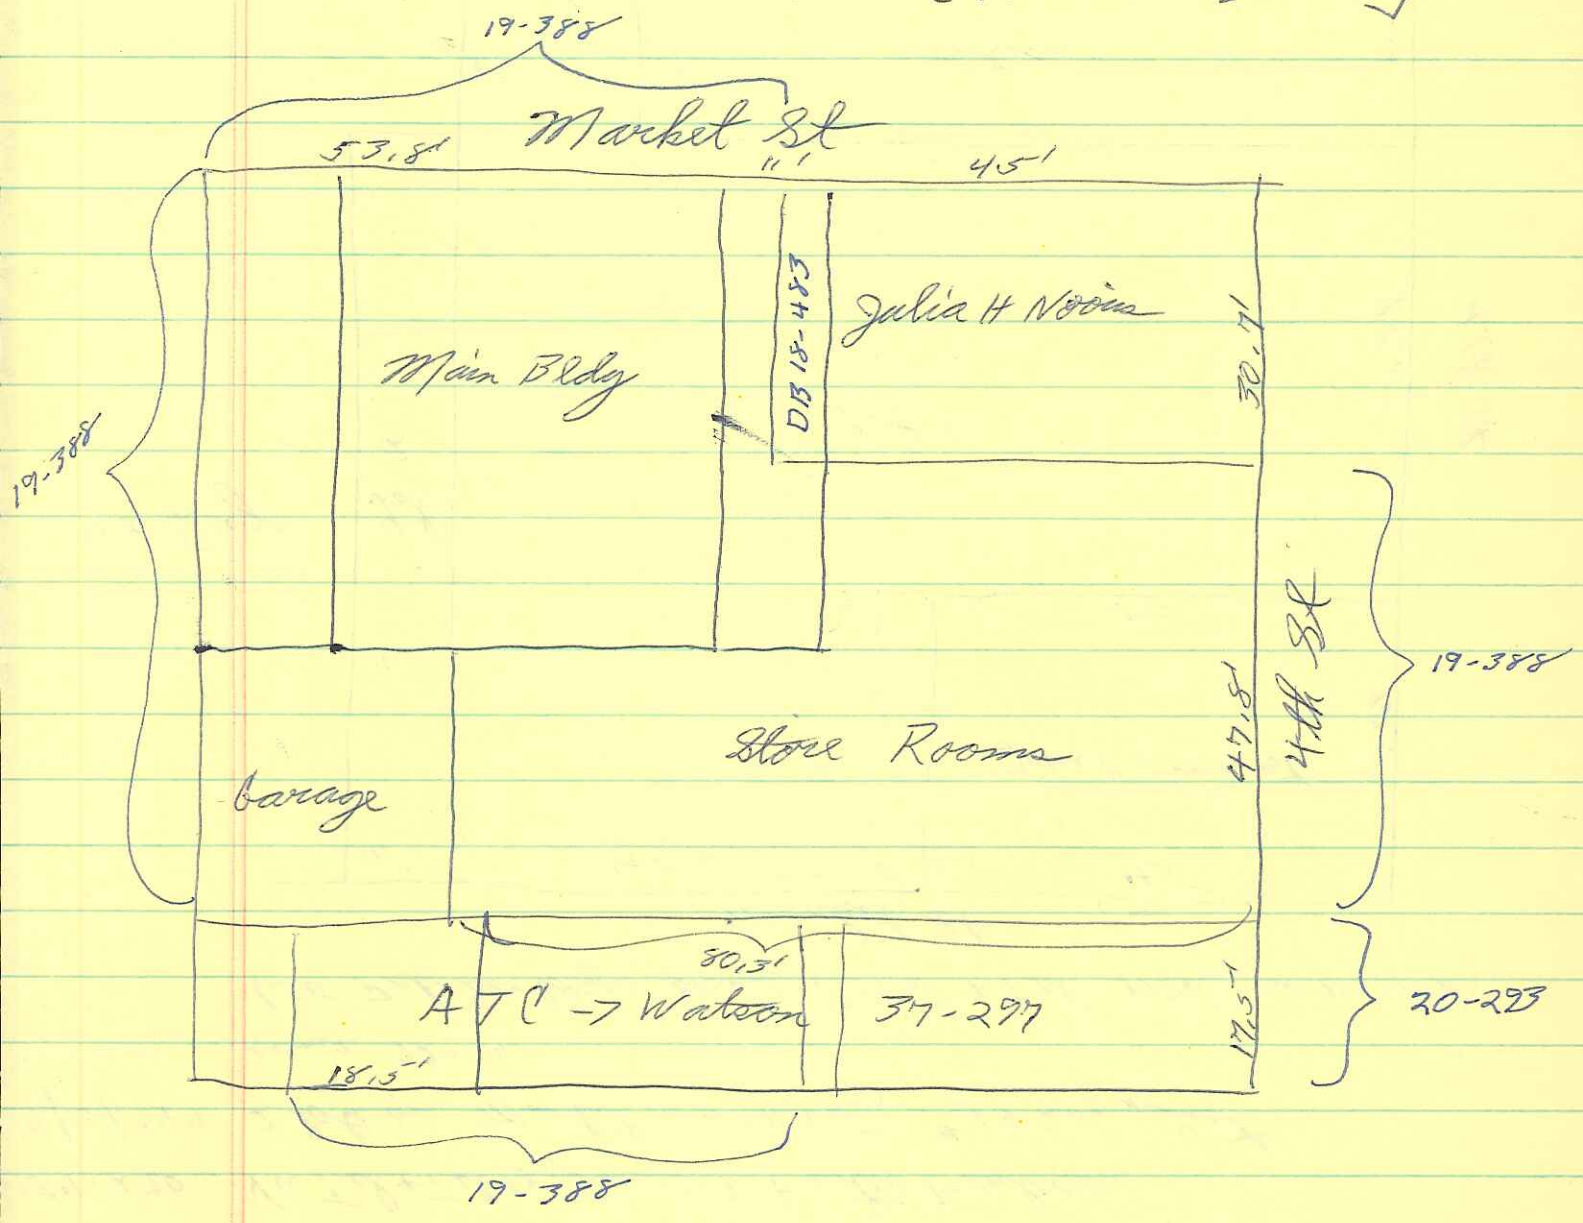 19-388
Market St
53,8' 11' 45'
DB 18-483
Julia H
30,7'
Main Bldg
19-388
4th St
19-388
47,8'
Store Rooms
Garage
80,3'
ATC -> Watson 37-297
17,5'
20-293
18,5'
19-388